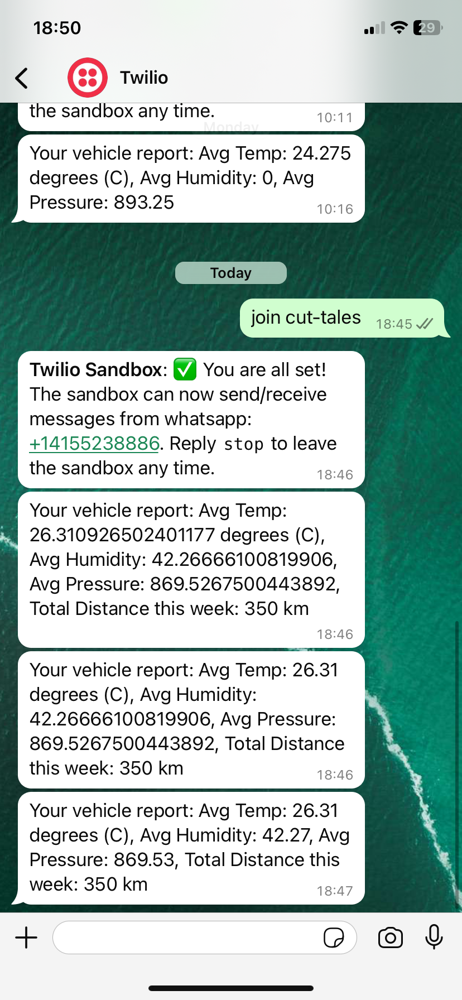 18:50
29
Twilio
the sandbox any time.
10:11
Monday
Your vehicle report: Avg Temp: 24.275
degrees (C), Avg Humidity: 0, Avg
Pressure: 893.25
10:16
Today
join cut-tales
18:45
Twilio Sandbox: ✅ You are all set!
The sandbox can now send/receive
messages from whatsapp:
+14155238886. Reply stop to leave
the sandbox any time.
18:46
Your vehicle report: Avg Temp:
26.310926502401177 degrees (C),
Avg Humidity: 42.26666100819906,
Avg Pressure: 869.5267500443892,
Total Distance this week: 350 km
18:46
Your vehicle report: Avg Temp: 26.31
degrees (C), Avg Humidity:
42.26666100819906, Avg Pressure:
869.5267500443892, Total Distance
this week: 350 km
18:46
Your vehicle report: Avg Temp: 26.31
degrees (C), Avg Humidity: 42.27, Avg
Pressure: 869.53, Total Distance this
week: 350 km
18:47